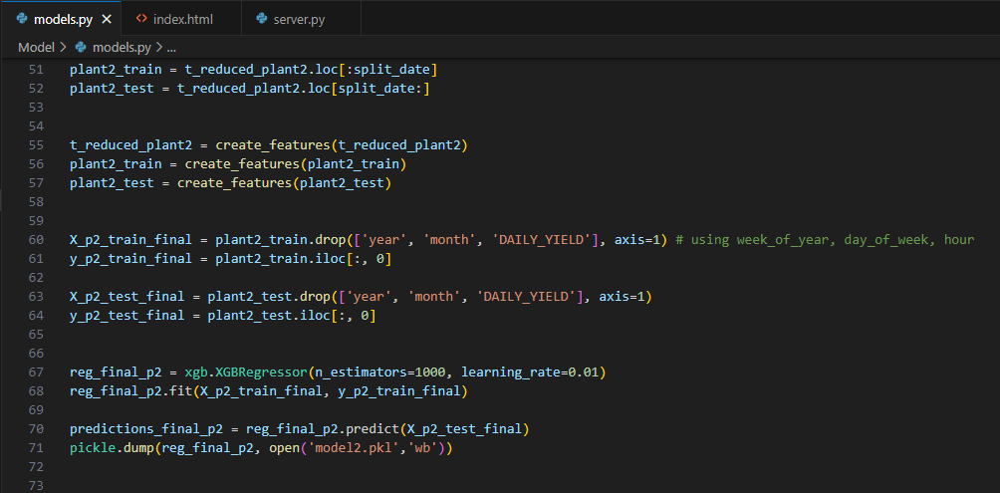 models.py index.html server.py
Model > models.py > ...
51 plant2_train = t_reduced_plant2.loc[:split_date]
52 plant2_test = t_reduced_plant2.loc[split_date:]
53
54
55 t_reduced_plant2 = create_features(t_reduced_plant2)
56 plant2_train = create_features(plant2_train)
57 plant2_test = create_features(plant2_test)
58
59
60 X_p2_train_final = plant2_train.drop(['year', 'month', 'DAILY_YIELD'], axis=1) # using week_of_year, day_of_week, hour
61 y_p2_train_final = plant2_train.iloc[:, 0]
62
63 X_p2_test_final = plant2_test.drop(['year', 'month', 'DAILY_YIELD'], axis=1)
64 y_p2_test_final = plant2_test.iloc[:, 0]
65
66
67 reg_final_p2 = xgb.XGBRegressor(n_estimators=1000, learning_rate=0.01)
68 reg_final_p2.fit(X_p2_train_final, y_p2_train_final)
69
70 predictions_final_p2 = reg_final_p2.predict(X_p2_test_final)
71 pickle.dump(reg_final_p2, open('model2.pkl','wb'))
72
73